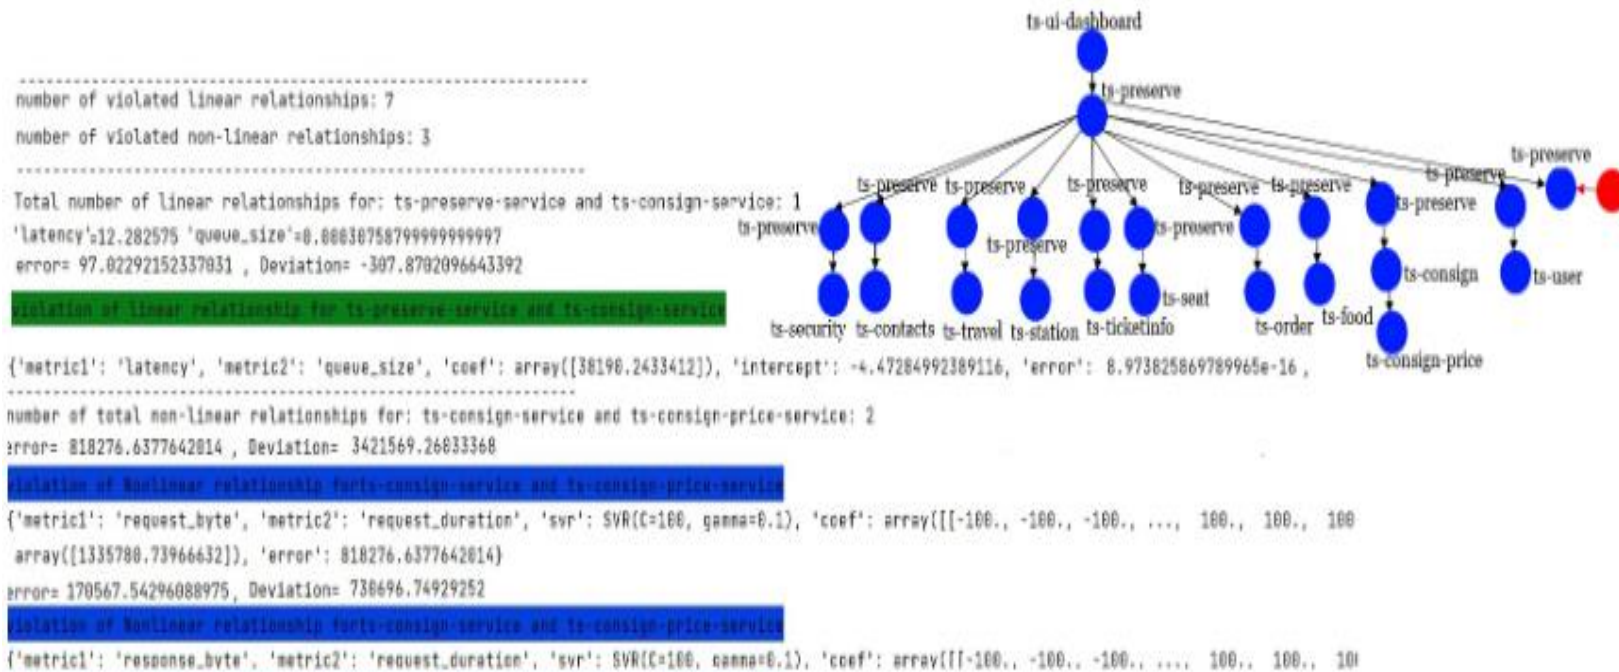 number of violated linear relationships: 7
number of violated non-linear relationships: 3
Total number of linear relationships for: ts-preserve-service and ts-consign-service: 1
'latency'=12.282575 'queue_size'=0.00030758799999999997
error= 97.02292152337031 , Deviation= -307.8702096643392
violation of linear relationship for ts-preserve-service and ts-consign-service
{'metric1': 'latency', 'metric2': 'queue_size', 'coef': array([38190.2433412]), 'intercept': -4.47284992389116, 'error': 8.973825869789965e-16 ,
number of total non-linear relationships for: ts-consign-service and ts-consign-price-service: 2
error= 818276.6377642014 , Deviation= 3421569.26033368
violation of Nonlinear relationship forts-consign-service and ts-consign-price-service
{'metric1': 'request_byte', 'metric2': 'request_duration', 'svr': SVR(C=100, gamma=0.1), 'coef': array([[-100., -100., -100., ..., 100., 100., 100
array([1335780.73966632]), 'error': 818276.6377642014}
error= 170567.54296088975, Deviation= 738696.74929252
violation of Nonlinear relationship forts-consign-service and ts-consign-price-service
{'metric1': 'response_byte', 'metric2': 'request_duration', 'svr': SVR(C=100, gamma=0.1), 'coef': array([[-100., -100., -100., ..., 100., 100., 10
ts-ui-dashboard
ts-preserve
ts-preserve
ts-preserve
ts-preserve
ts-preserve
ts-preserve
ts-preserve
ts-preserve
ts-preserve
ts-preserve
ts-preserve
ts-preserve
ts-consign
ts-user
ts-seat
ts-security
ts-contacts
ts-travel
ts-station
ts-ticketinfo
ts-order
ts-food
ts-consign-price